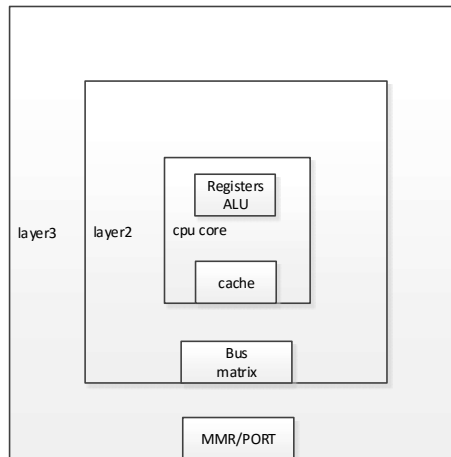 Registers
ALU
layer3
layer2
cpu core
cache
Bus
matrix
MMR/PORT